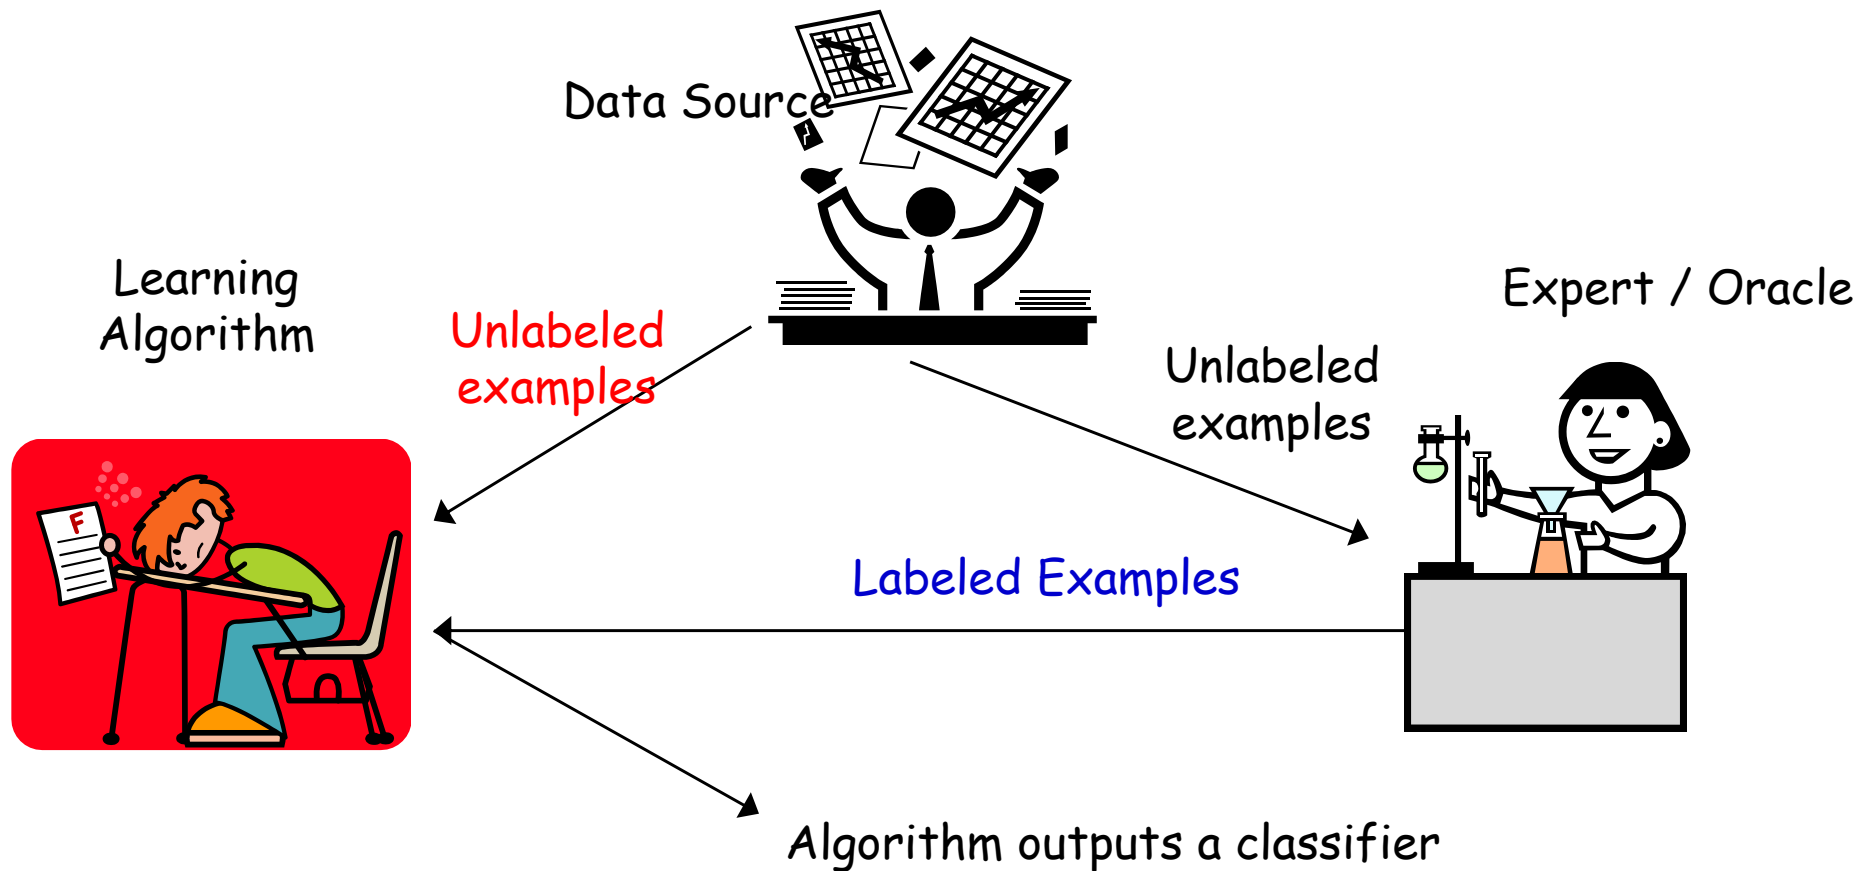 Data Source
Learning
Algorithm
Unlabeled
examples
Expert / Oracle
Unlabeled
examples
F
Labeled Examples
Algorithm outputs a classifier